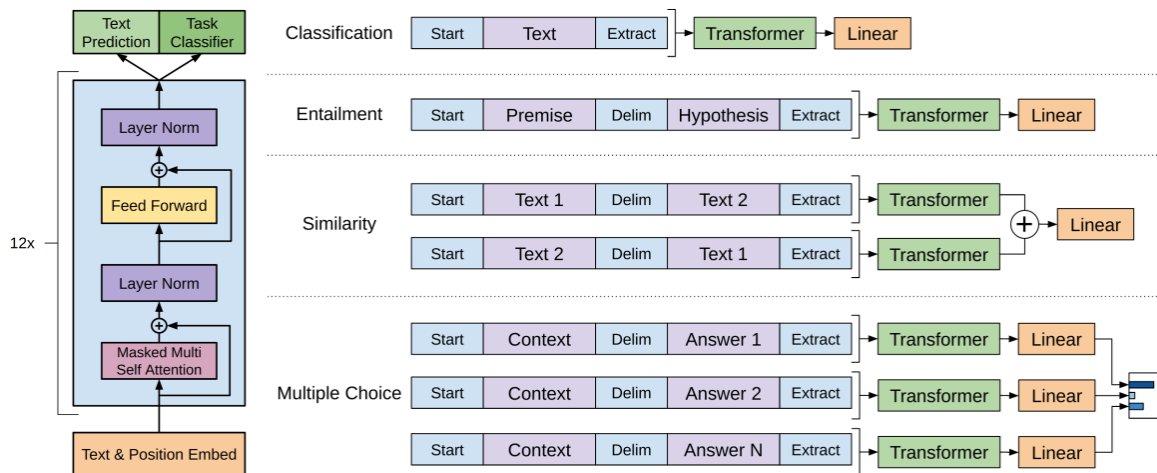 Text
Prediction
Task
Classifier
12x
Layer Norm
Feed Forward
Layer Norm
Masked Multi
Self Attention
Text & Position Embed
Classification
Start Text Extract Transformer Linear
Entailment
Start Premise Delim Hypothesis Extract Transformer Linear
Similarity
Start Text 1 Delim Text 2 Extract Transformer
Start Text 2 Delim Text 1 Extract Transformer
Linear
Multiple Choice
Start Context Delim Answer 1 Extract Transformer Linear
Start Context Delim Answer 2 Extract Transformer Linear
Start Context Delim Answer N Extract Transformer Linear